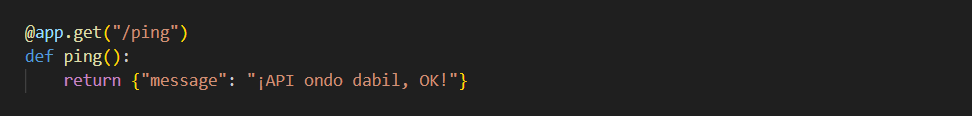 @app.get("/ping")
def ping():
    return {"message": "¡API ondo dabil, OK!"}